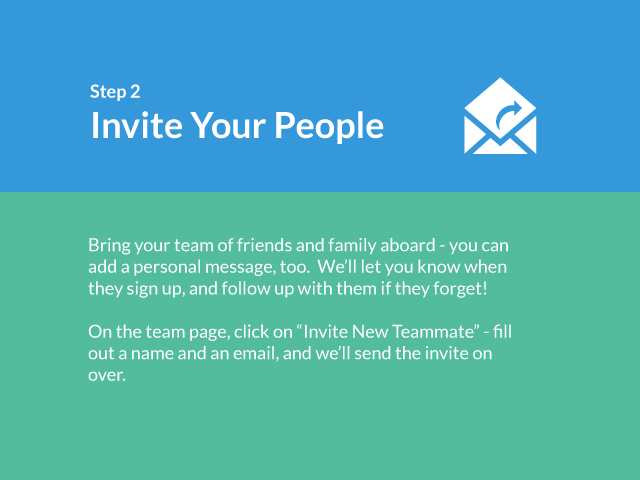 Step 2
Invite Your People
Bring your team of friends and family aboard - you can
add a personal message, too.  We’ll let you know when
they sign up, and follow up with them if they forget!
On the team page, click on “Invite New Teammate” - fill
out a name and an email, and we’ll send the invite on
over.